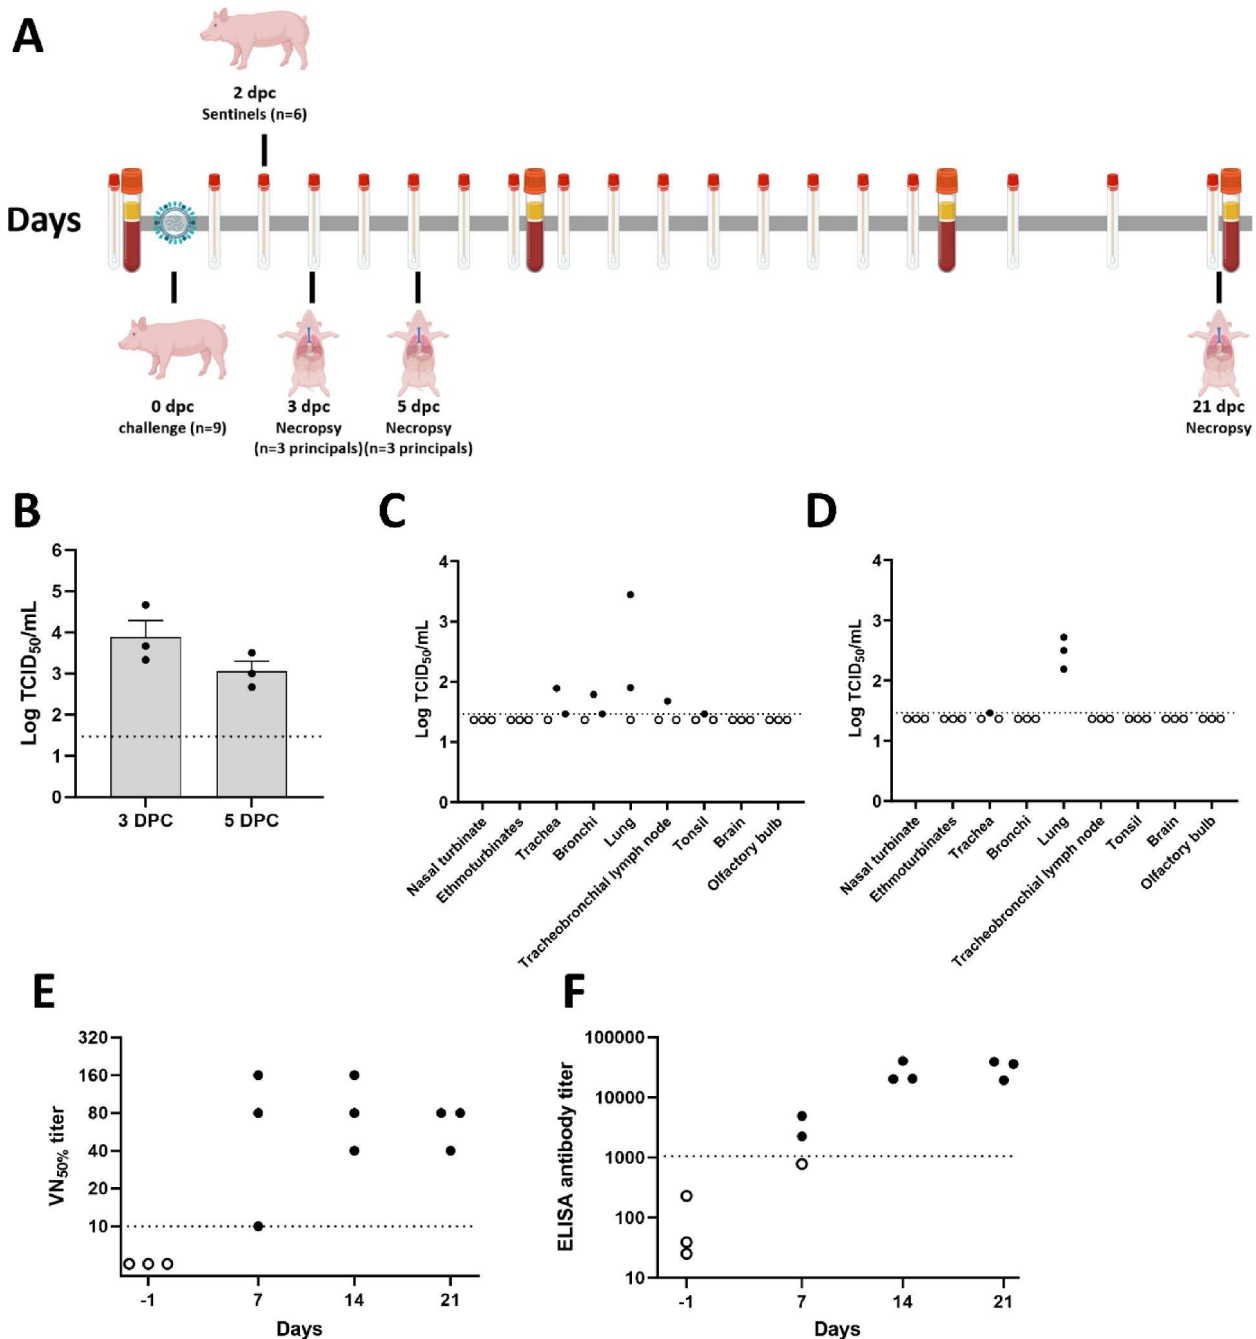 A
2 dpc
Sentinels (n=6)
Days
0 dpc
challenge (n=9)
3 dpc
Necropsy
(n=3 principals)
5 dpc
Necropsy
(n=3 principals)
21 dpc
Necropsy
B
Log TCID50/mL
6
5
4
3
2
1
0
3 DPC
5 DPC
C
Log TCID50/mL
4
3
2
1
0
Nasal turbinate
Ethmoturbinates
Trachea
Bronchi
Lung
Tracheobronchial lymph node
Tonsil
Brain
Olfactory bulb
D
Log TCID50/mL
4
3
2
1
0
Nasal turbinate
Ethmoturbinates
Trachea
Bronchi
Lung
Tracheobronchial lymph node
Tonsil
Brain
Olfactory bulb
E
VN50% titer
320
160
80
40
20
10
-1
7
14
21
Days
F
ELISA antibody titer
100000
10000
1000
100
10
-1
7
14
21
Days